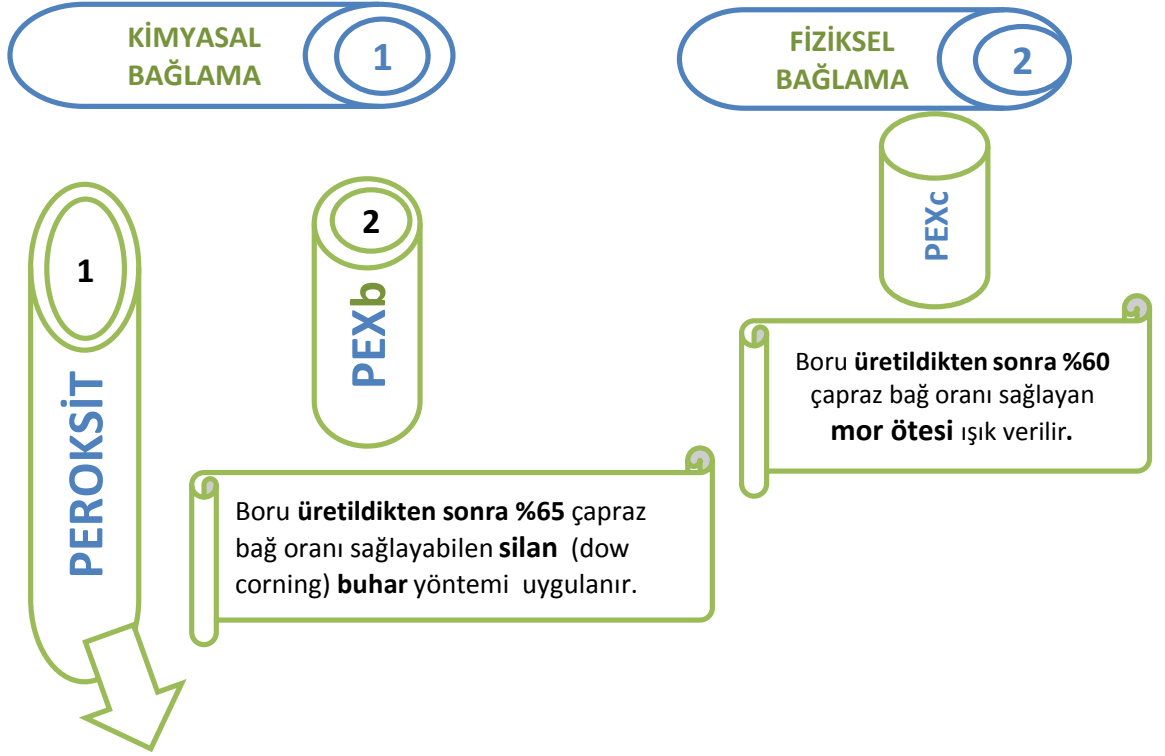 KİMYASAL
BAĞLAMA
1
FİZİKSEL
BAĞLAMA
2
1
PEROKSİT
2
PEXb
PEXc
Boru üretildikten sonra %65 çapraz
bağ oranı sağlayabilen silan (dow
corning) buhar yöntemi uygulanır.
Boru üretildikten sonra %60
çapraz bağ oranı sağlayan
mor ötesi ışık verilir.